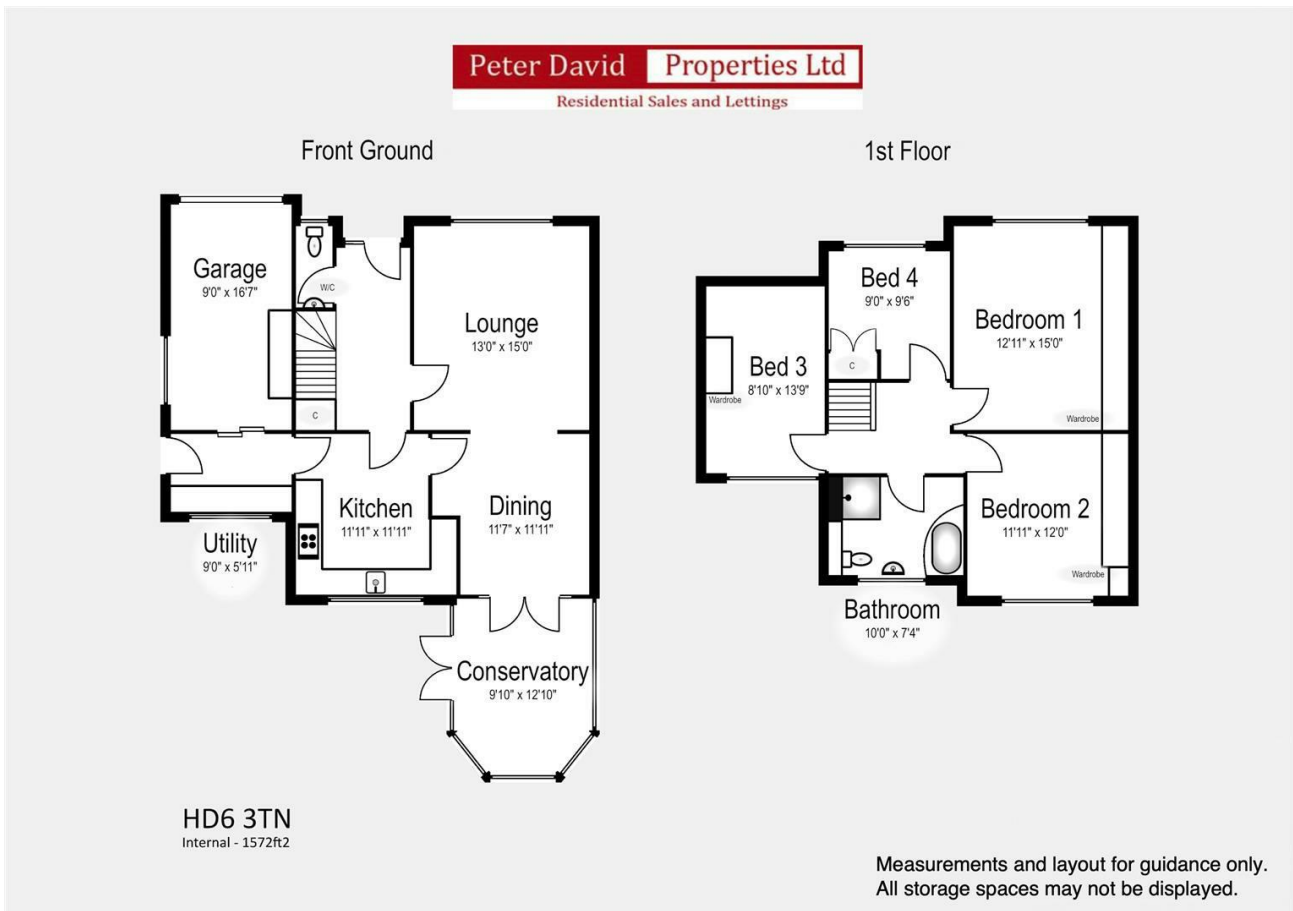 Peter David Properties Ltd
Residential Sales and Lettings
Front Ground
1st Floor
Garage
9'0" x 16'7"
W/C
Lounge
13'0" x 15'0"
C
Kitchen
11'11" x 11'11"
Dining
11'7" x 11'11"
Utility
9'0" x 5'11"
Conservatory
9'10" x 12'10"
Bed 4
9'0" x 9'6"
C
Bedroom 1
12'11" x 15'0"
Wardrobe
Bed 3
8'10" x 13'9"
Wardrobe
Bedroom 2
11'11" x 12'0"
Wardrobe
Bathroom
10'0" x 7'4"
HD6 3TN
Internal - 1572ft2
Measurements and layout for guidance only.
All storage spaces may not be displayed.